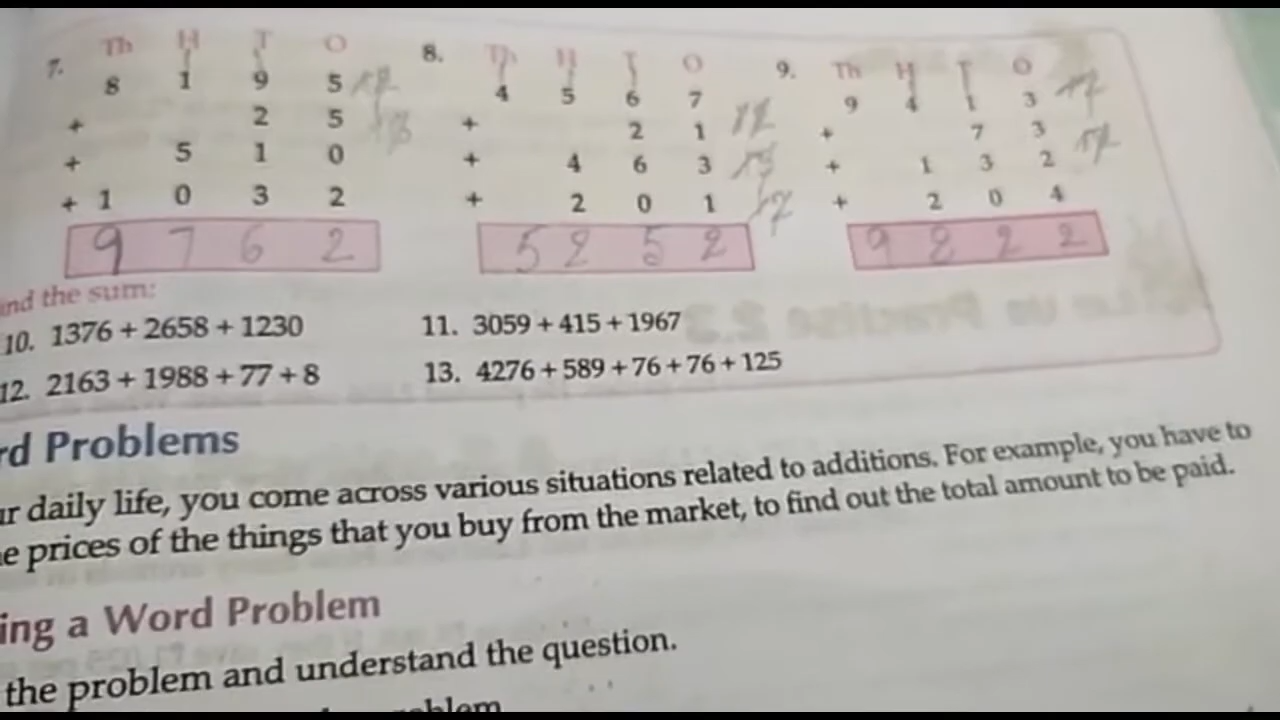 7. Th H T O
8 1 9 5 12
+ 2 5
+ 5 1 0
+ 1 0 3 2
9 7 6 2
8. Th H T O
4 5 6 7
+ 2 1 12
+ 4 6 3
+ 2 0 1
5 2 5 2
9. Th H T O
9 4 1 3 12
+ 7 3 12
+ 1 3 2
+ 2 0 4
9 8 2 2
nd the sum:
10. 1376 + 2658 + 1230
11. 3059 + 415 + 1967
12. 2163 + 1988 + 77 + 8
13. 4276 + 589 + 76 + 76 + 125
rd Problems
ur daily life, you come across various situations related to additions. For example, you have to
e prices of the things that you buy from the market, to find out the total amount to be paid.
ing a Word Problem
the problem and understand the question.